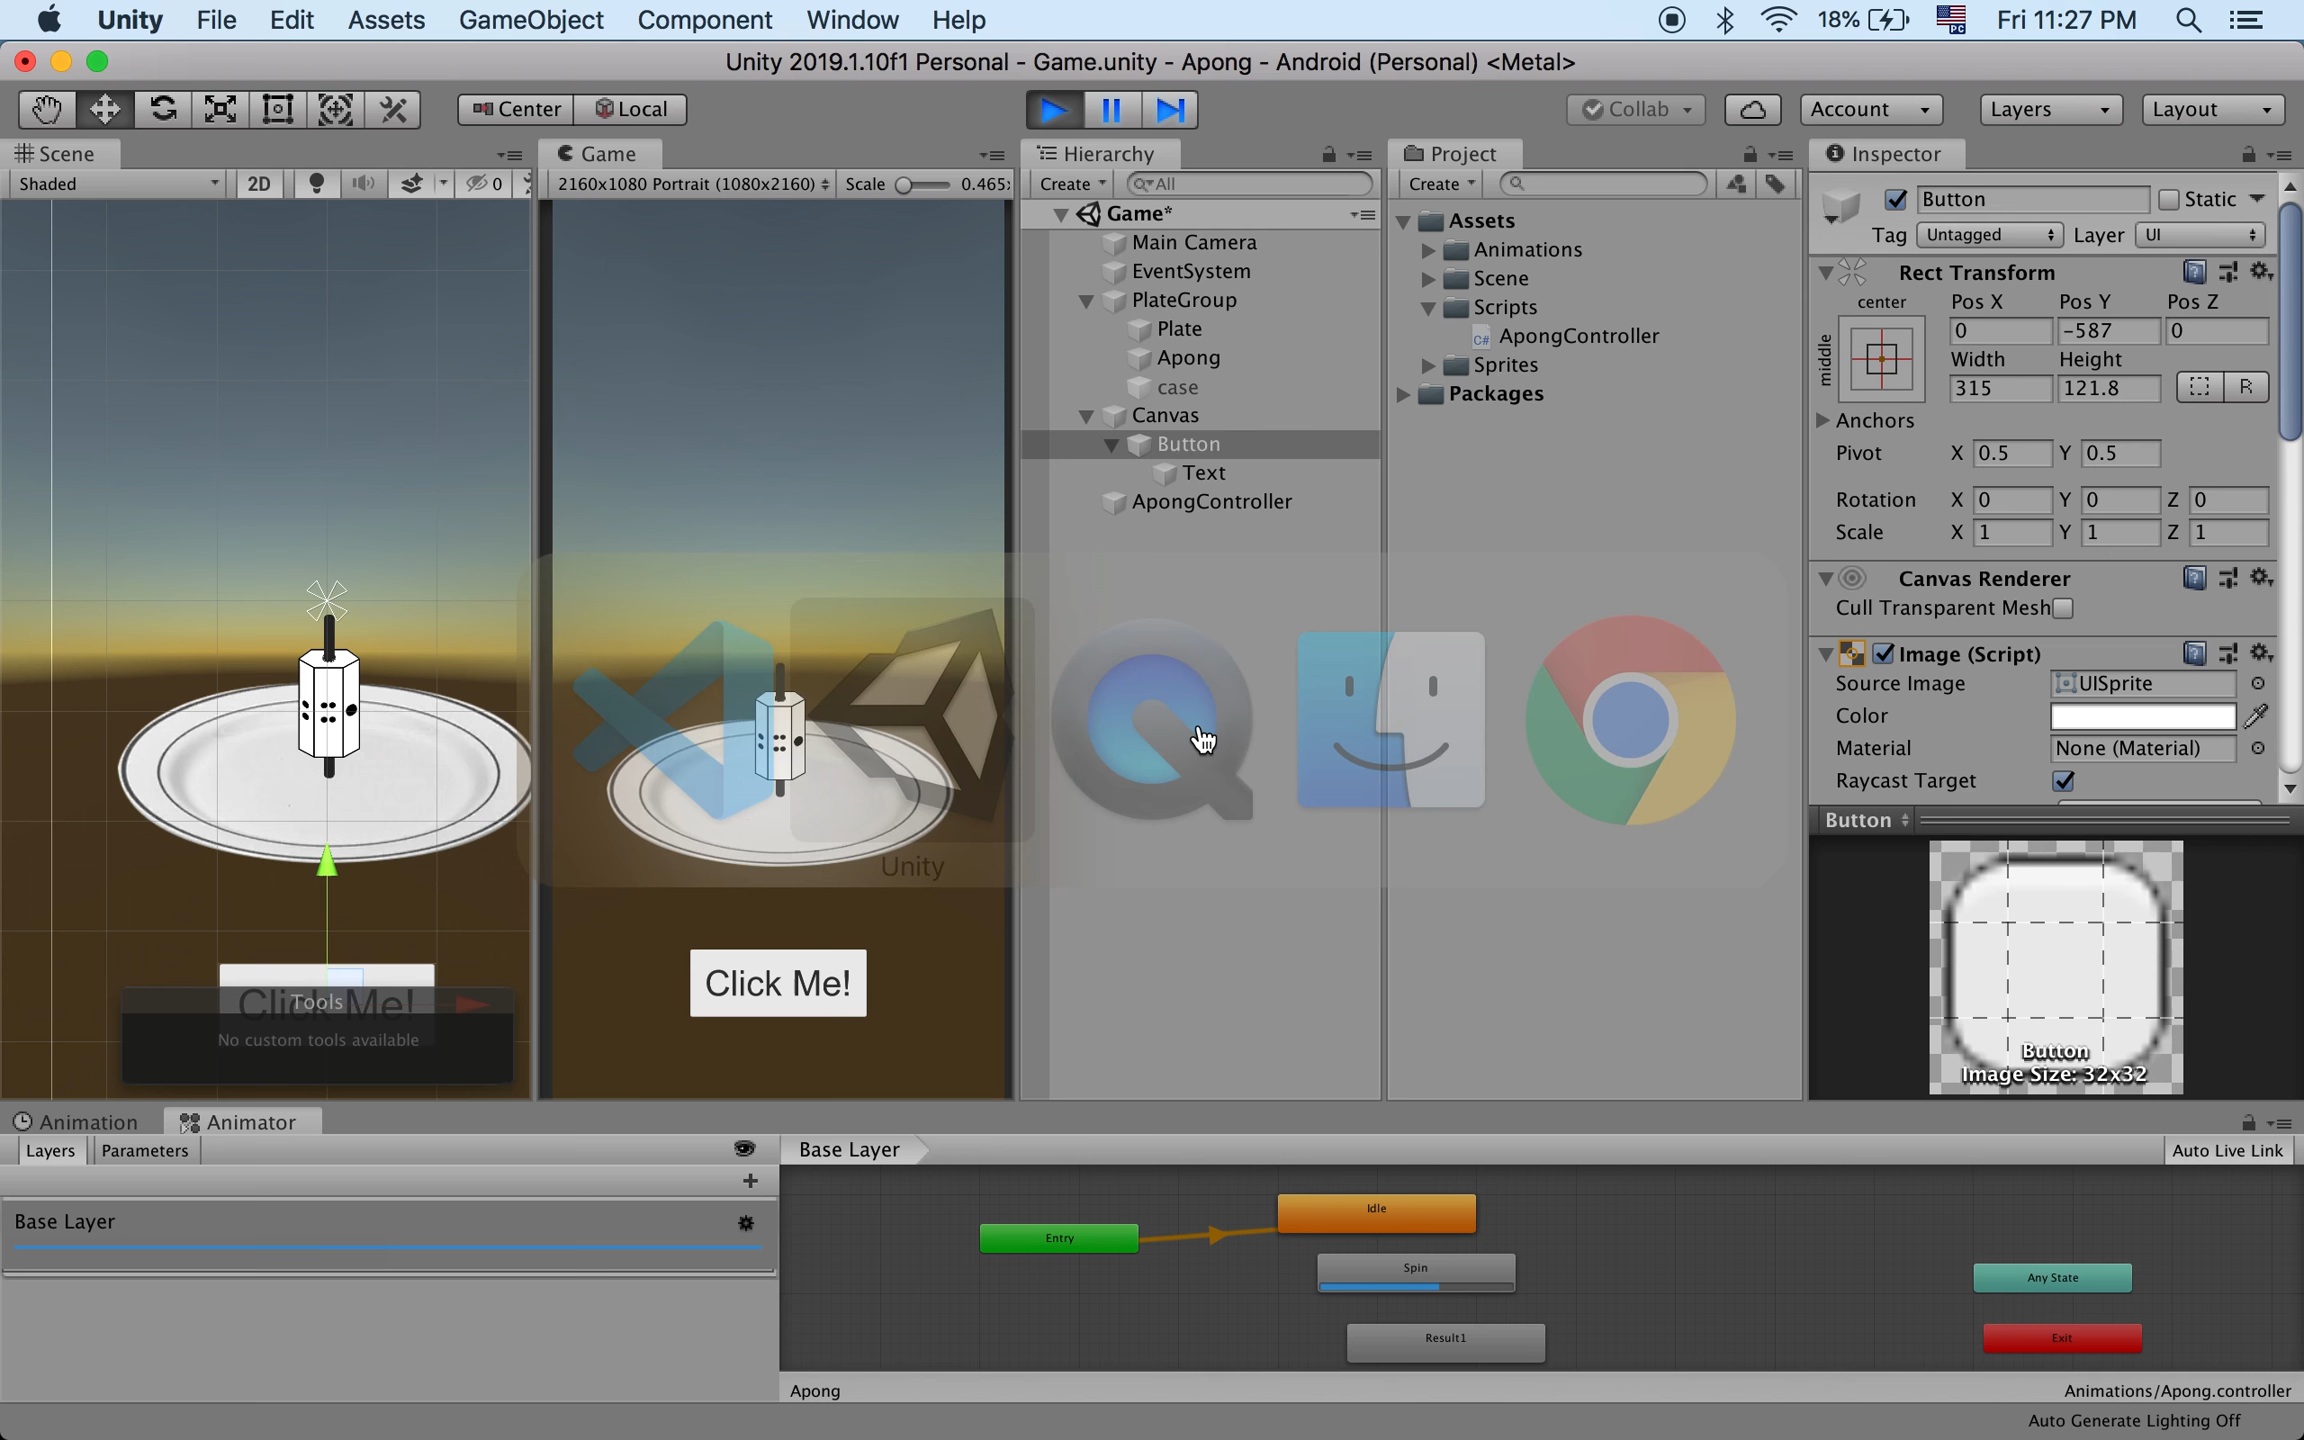 Unity File Edit Assets GameObject Component Window Help 18% PC Fri 11:27 PM
Unity 2019.1.10f1 Personal - Game.unity - Apong - Android (Personal) <Metal>
Center Local Collab Account Layers Layout
Scene Game Hierarchy Project Inspector
Shaded 2D 0 2160x1080 Portrait (1080x2160) Scale 0.465 Create All Create
Button Static
Tag Untagged Layer UI
Game*
Main Camera
EventSystem
PlateGroup
Plate
Apong
case
Canvas
Button
Text
ApongController
Assets
Animations
Scene
Scripts
C# ApongController
Sprites
Packages
Rect Transform
center Pos X Pos Y Pos Z
middle 0 -587 0
Width Height
315 121.8 R
Anchors
Pivot X 0.5 Y 0.5
Rotation X 0 Y 0 Z 0
Scale X 1 Y 1 Z 1
Canvas Renderer
Cull Transparent Mesh
Image (Script)
Source Image UISprite
Color
Material None (Material)
Raycast Target
Button
Button
Image Size: 32x32
Unity
Click Me!
Click Me!
Tools
No custom tools available
Animation Animator
Layers Parameters Base Layer Auto Live Link
Base Layer
Idle
Entry
Spin
Any State
Result1
Exit
Apong Animations/Apong.controller
Auto Generate Lighting Off